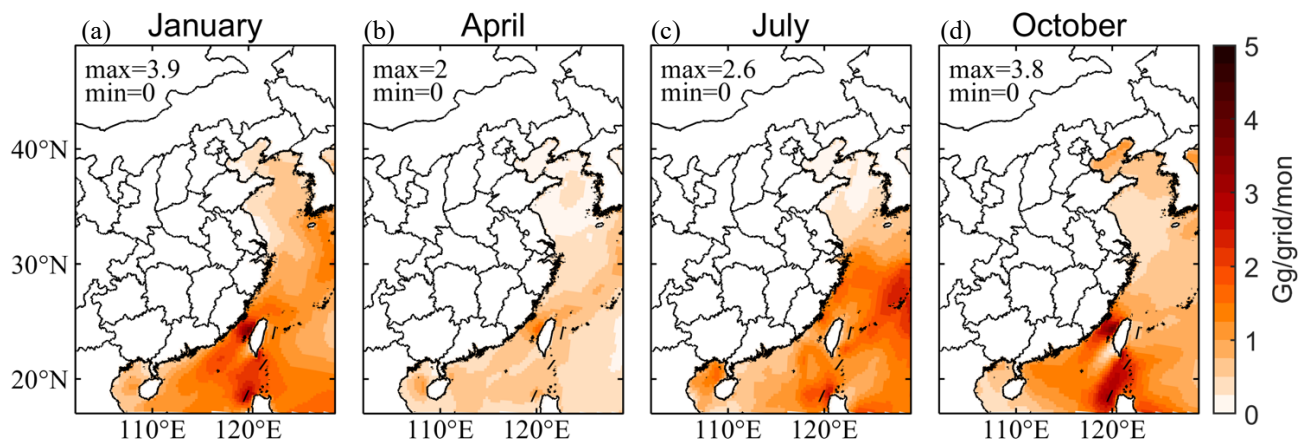 (a) January
(b) April
(c) July
(d) October
max=3.9
min=0
max=2
min=0
max=2.6
min=0
max=3.8
min=0
40°N
30°N
20°N
110°E 120°E
110°E 120°E
110°E 120°E
110°E 120°E
5
4
3
2
1
0
Gg/grid/mon